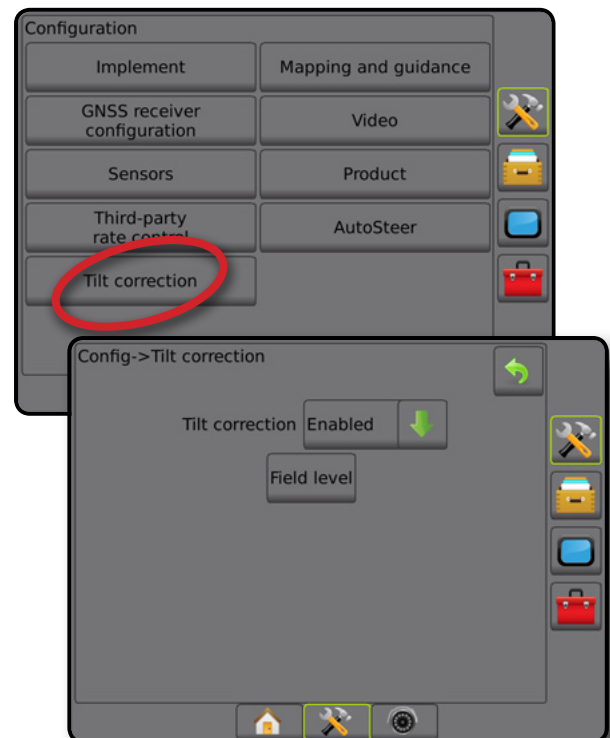 Configuration
Implement
Mapping and guidance
GNSS receiver
configuration
Video
Sensors
Product
Third-party
rate control
AutoSteer
Tilt correction
Config->Tilt correction
Tilt correction Enabled
Field level